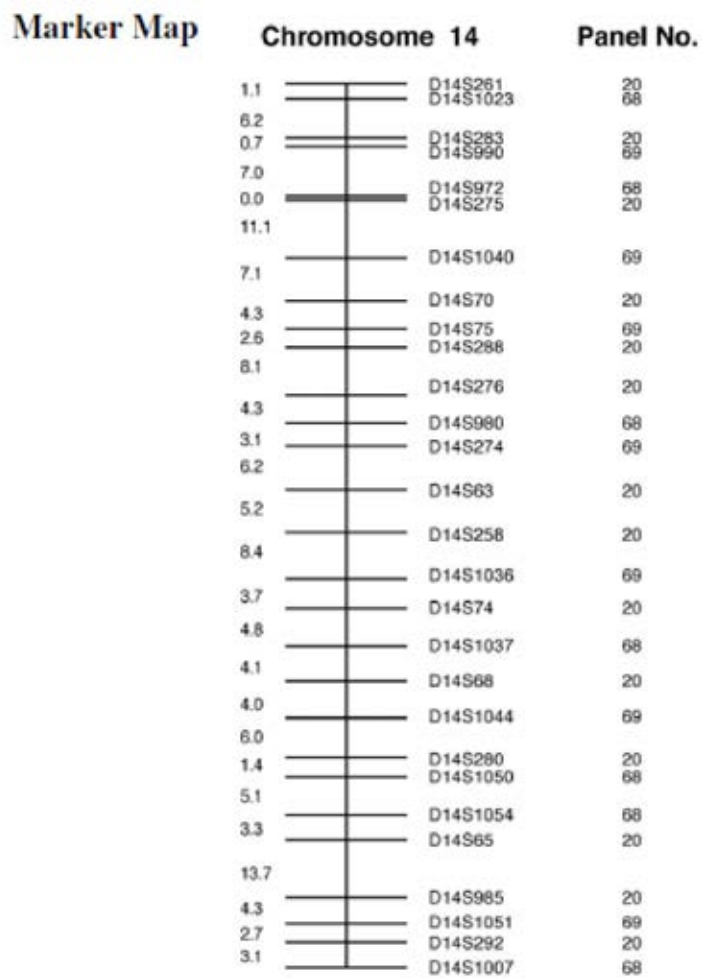 Marker Map Chromosome 14 Panel No.
D14S261 20
1.1
D14S1023 68
6.2
D14S283 20
0.7
D14S990 69
7.0
D14S972 68
0.0
D14S275 20
11.1
D14S1040 69
7.1
D14S70 20
4.3
D14S75 69
2.6
D14S288 20
8.1
D14S276 20
4.3
D14S980 68
3.1
D14S274 69
6.2
D14S63 20
5.2
D14S258 20
8.4
D14S1036 69
3.7
D14S74 20
4.8
D14S1037 68
4.1
D14S68 20
4.0
D14S1044 69
6.0
D14S280 20
1.4
D14S1050 68
5.1
D14S1054 68
3.3
D14S65 20
13.7
D14S985 20
4.3
D14S1051 69
2.7
D14S292 20
3.1
D14S1007 68